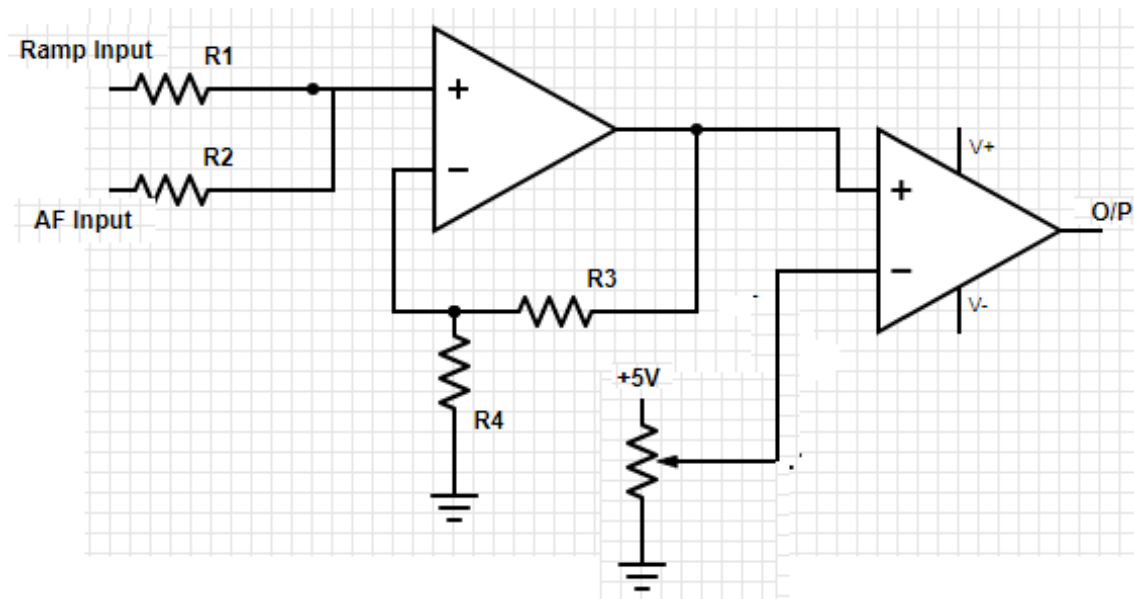 Ramp Input
R1
R2
AF Input
+
-
R3
R4
+5V
V+
+
-
V-
O/P